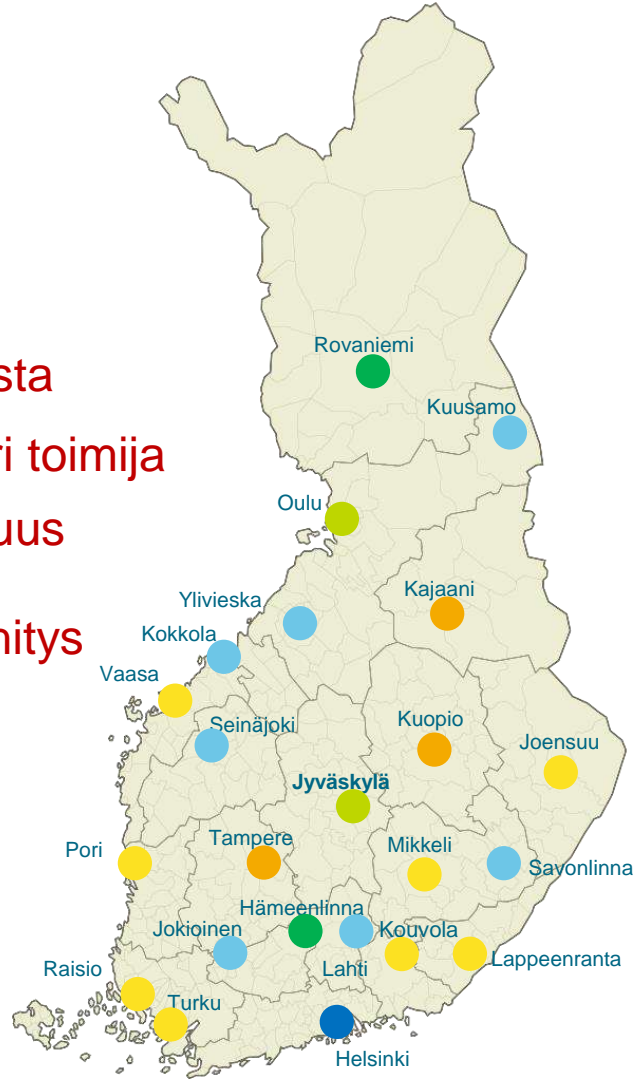 Rovaniemi
sta
Kuusamo
ri toimija
Oulu
uus
Kajaani
Ylivieska
nitys
Kokkola
Vaasa
Seinäjoki
Kuopio
Joensuu
Jyväskylä
Tampere
Mikkeli
Pori
Savonlinna
Hämeenlinna
Jokioinen
Kouvola
Lappeenranta
Lahti
Raisio
Turku
Helsinki